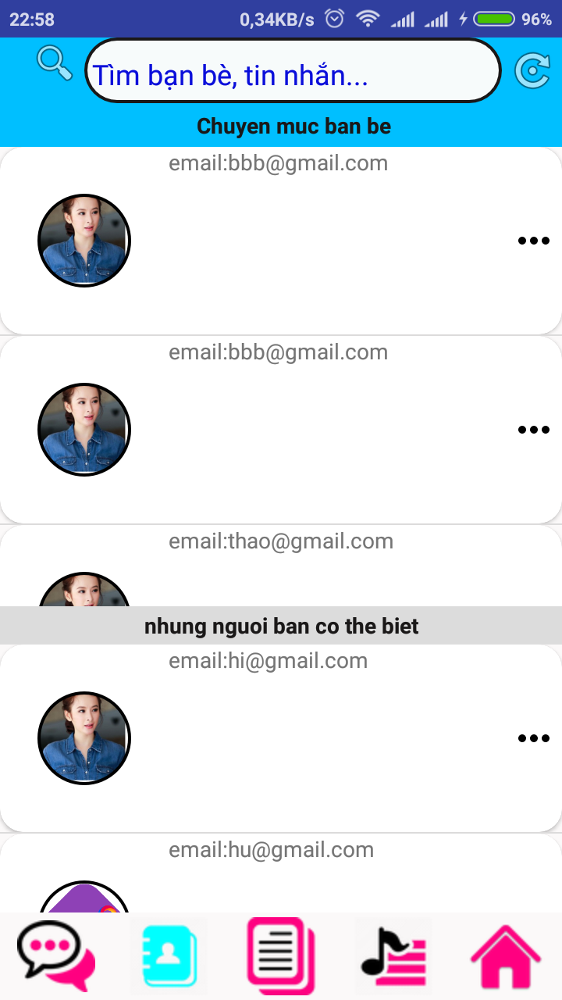 22:58 0,34KB/s 96%
Tìm bạn bè, tin nhắn...
Chuyen muc ban be
email:bbb@gmail.com
email:bbb@gmail.com
email:thao@gmail.com
nhung nguoi ban co the biet
email:hi@gmail.com
email:hu@gmail.com